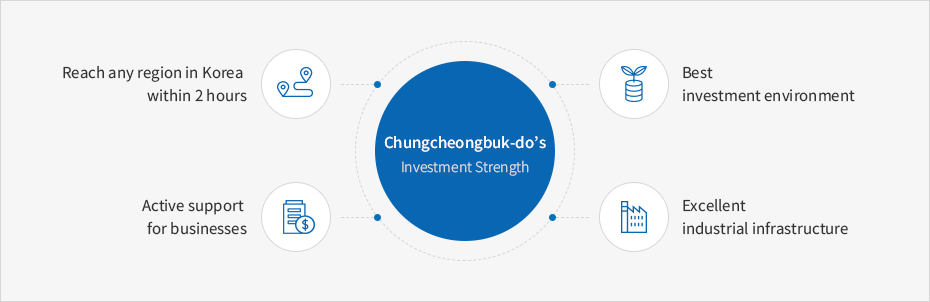 Reach any region in Korea
within 2 hours
Chungcheongbuk-do's
Investment Strength
Best
investment environment
Active support
for businesses
$
Excellent
industrial infrastructure